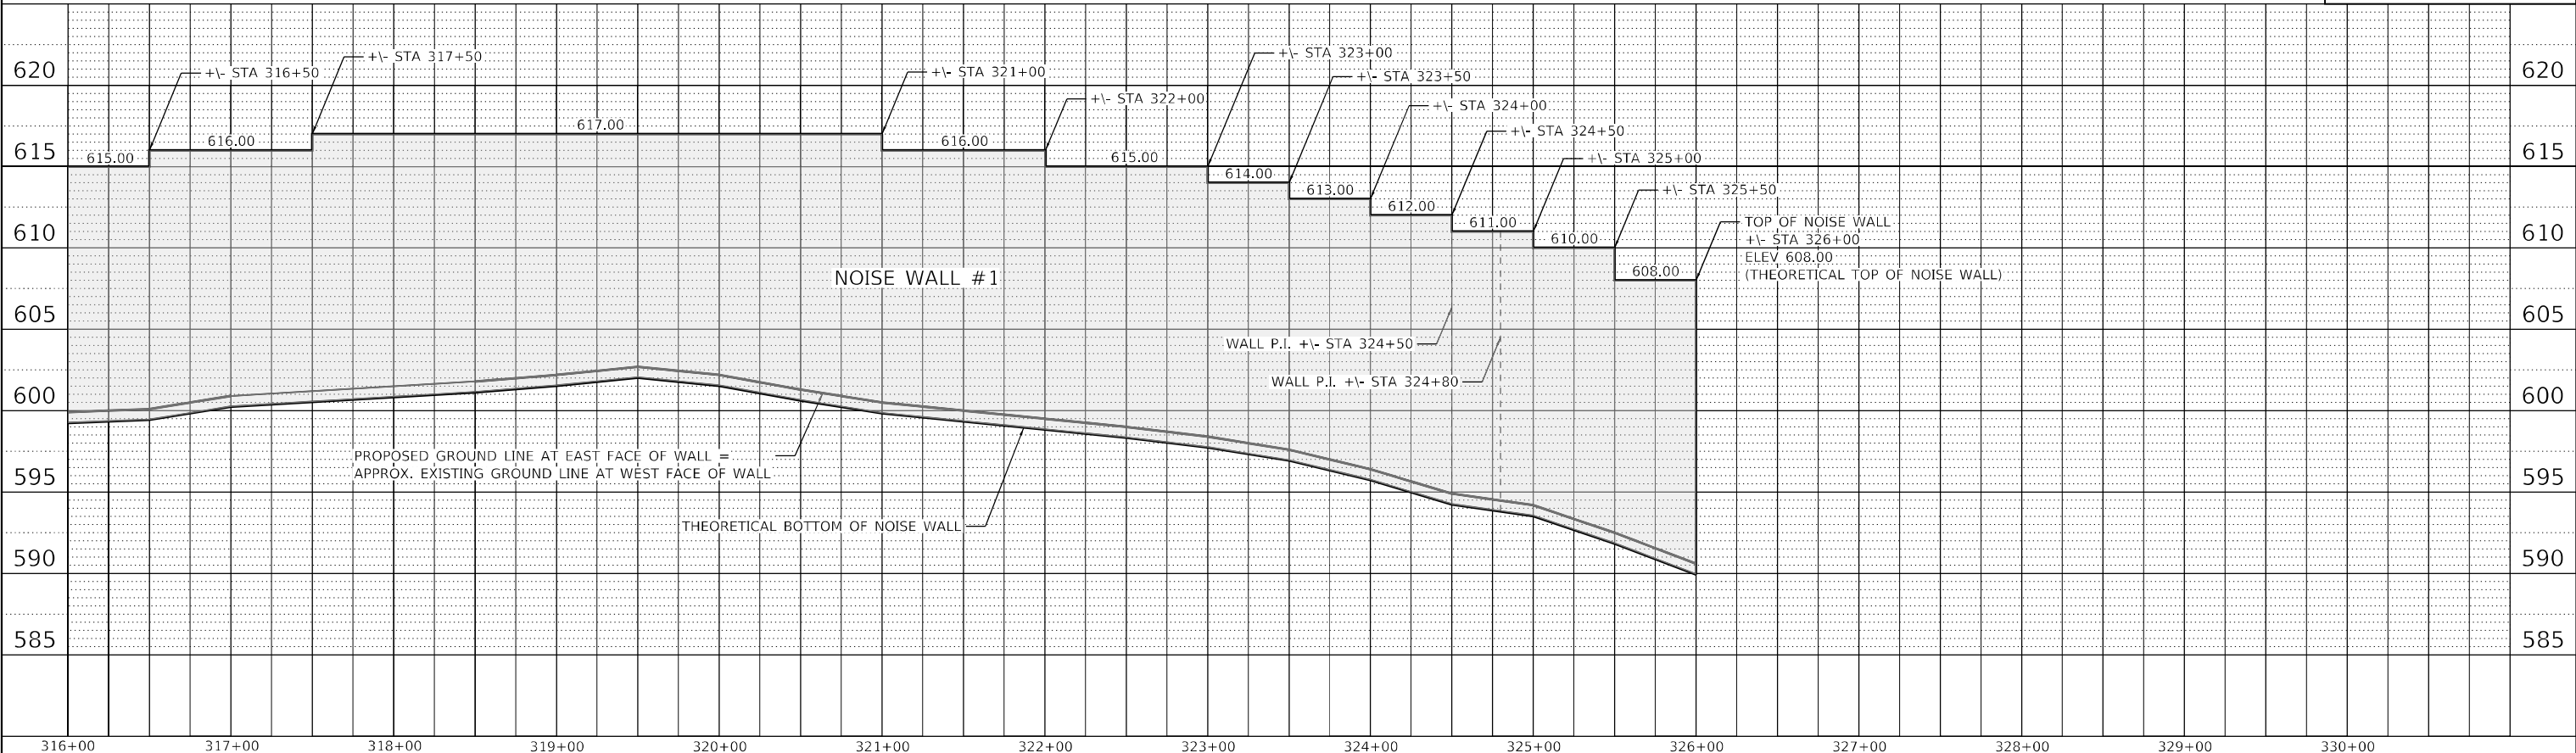 +\- STA 323+00
+\- STA 317+50
620
+\- STA 316+50
+\- STA 321+00
+\- STA 323+50
620
+\- STA 322+00
+\- STA 324+00
617.00
+\- STA 324+50
616.00
616.00
615
615.00
615.00
+\- STA 325+00
615
614.00
613.00
+\- STA 325+50
612.00
611.00
TOP OF NOISE WALL
+\- STA 326+00
ELEV 608.00
(THEORETICAL TOP OF NOISE WALL)
610
610.00
610
608.00
NOISE WALL #1
605
605
WALL P.I. +\- STA 324+50
WALL P.I. +\- STA 324+80
600
600
PROPOSED GROUND LINE AT EAST FACE OF WALL =
APPROX. EXISTING GROUND LINE AT WEST FACE OF WALL
595
595
THEORETICAL BOTTOM OF NOISE WALL
590
590
585
585
316+00 317+00 318+00 319+00 320+00 321+00 322+00 323+00 324+00 325+00 326+00 327+00 328+00 329+00 330+00